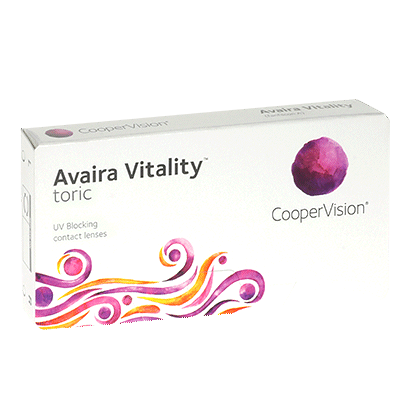 CooperVision®
Avaira Vitality
Avaira Vitality™
toric
UV Blocking
contact lenses
CooperVision®